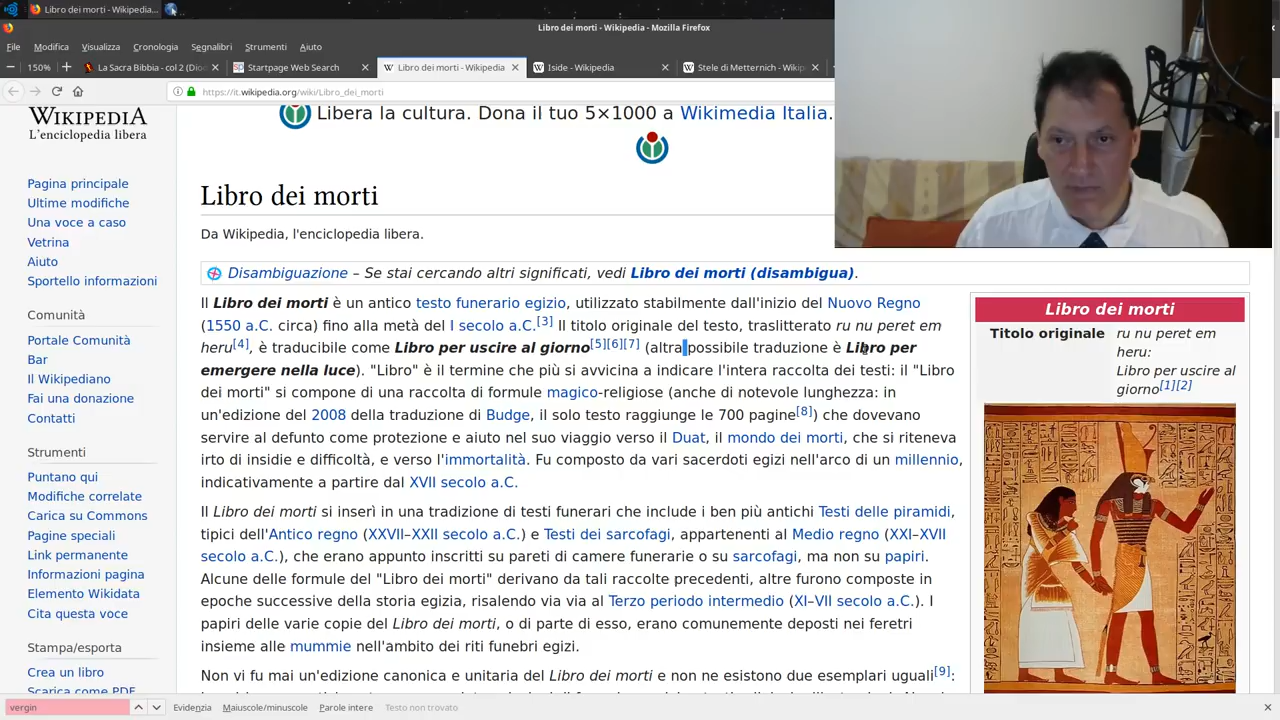 Libro dei morti - Wikipedia...
Libro dei morti - Wikipedia - Mozilla Firefox
File Modifica Visualizza Cronologia Segnalibri Strumenti Aiuto
150% La Sacra Bibbia - col 2 (Dio Startpage Web Search Libro dei morti - Wikipedia Iside - Wikipedia Stele di Metternich - Wikip
https://it.wikipedia.org/wiki/Libro_dei_morti
WIKIPEDIA
L'enciclopedia libera
Pagina principale
Ultime modifiche
Una voce a caso
Vetrina
Aiuto
Sportello informazioni
Comunità
Portale Comunità
Bar
Il Wikipediano
Fai una donazione
Contatti
Strumenti
Puntano qui
Modifiche correlate
Carica su Commons
Pagine speciali
Link permanente
Informazioni pagina
Elemento Wikidata
Cita questa voce
Stampa/esporta
Crea un libro
Scarica come PDF
Libera la cultura. Dona il tuo 5×1000 a Wikimedia Italia.
Libro dei morti
Da Wikipedia, l'enciclopedia libera.
Disambiguazione – Se stai cercando altri significati, vedi Libro dei morti (disambigua).
Il Libro dei morti è un antico testo funerario egizio, utilizzato stabilmente dall'inizio del Nuovo Regno
(1550 a.C. circa) fino alla metà del I secolo a.C.[3] Il titolo originale del testo, traslitterato ru nu peret em
heru[4], è traducibile come Libro per uscire al giorno[5][6][7] (altra possibile traduzione è Libro per
emergere nella luce). "Libro" è il termine che più si avvicina a indicare l'intera raccolta dei testi: il "Libro
dei morti" si compone di una raccolta di formule magico-religiose (anche di notevole lunghezza: in
un'edizione del 2008 della traduzione di Budge, il solo testo raggiunge le 700 pagine[8]) che dovevano
servire al defunto come protezione e aiuto nel suo viaggio verso il Duat, il mondo dei morti, che si riteneva
irto di insidie e difficoltà, e verso l'immortalità. Fu composto da vari sacerdoti egizi nell'arco di un millennio,
indicativamente a partire dal XVII secolo a.C.
Il Libro dei morti si inserì in una tradizione di testi funerari che include i ben più antichi Testi delle piramidi,
tipici dell'Antico regno (XXVII–XXII secolo a.C.) e Testi dei sarcofagi, appartenenti al Medio regno (XXI–XVII
secolo a.C.), che erano appunto inscritti su pareti di camere funerarie o su sarcofagi, ma non su papiri.
Alcune delle formule del "Libro dei morti" derivano da tali raccolte precedenti, altre furono composte in
epoche successive della storia egizia, risalendo via via al Terzo periodo intermedio (XI–VII secolo a.C.). I
papiri delle varie copie del Libro dei morti, o di parte di esso, erano comunemente deposti nei feretri
insieme alle mummie nell'ambito dei riti funebri egizi.
Non vi fu mai un'edizione canonica e unitaria del Libro dei morti e non ne esistono due esemplari uguali[9]:
Libro dei morti
Titolo originale ru nu peret em
heru:
Libro per uscire al
giorno[1][2]
vergin Evidenzia Maiuscole/minuscole Parole intere Testo non trovato